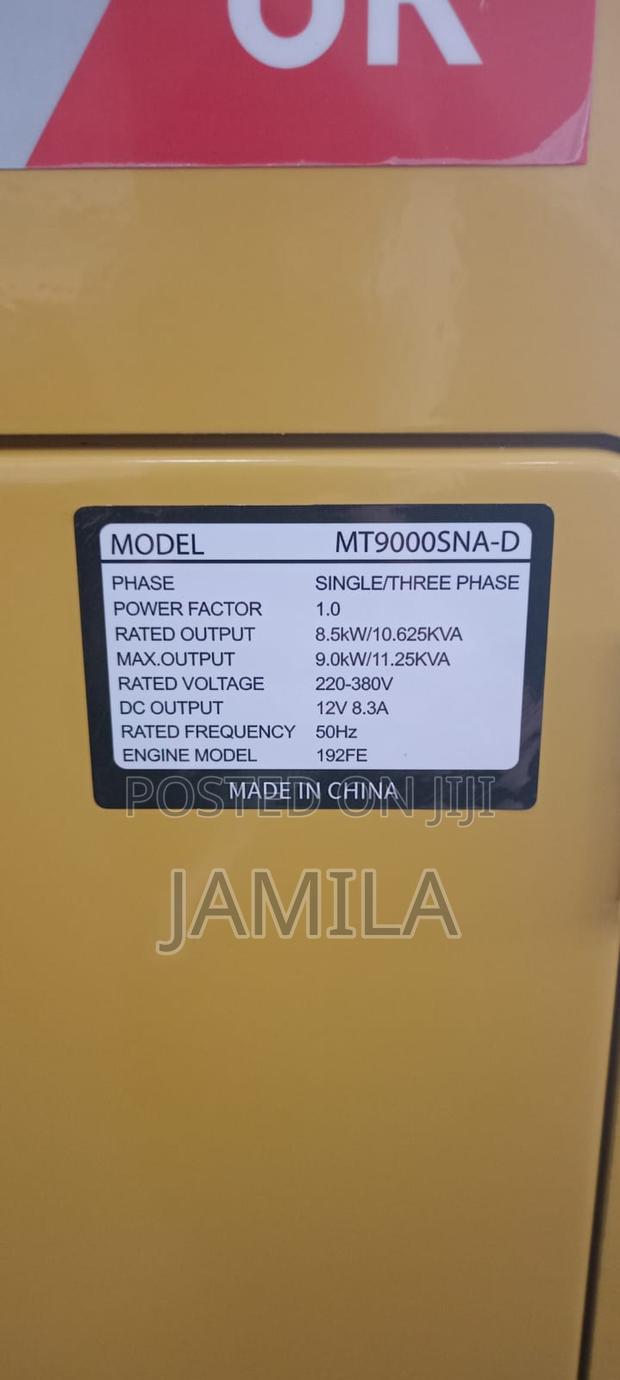 OR
MODEL MT9000SNA-D
PHASE SINGLE/THREE PHASE
POWER FACTOR 1.0
RATED OUTPUT 8.5kW/10.625KVA
MAX.OUTPUT 9.0kW/11.25KVA
RATED VOLTAGE 220-380V
DC OUTPUT 12V 8.3A
RATED FREQUENCY 50Hz
ENGINE MODEL 192FE
MADE IN CHINA
POSTED ON JIJI
JAMILA